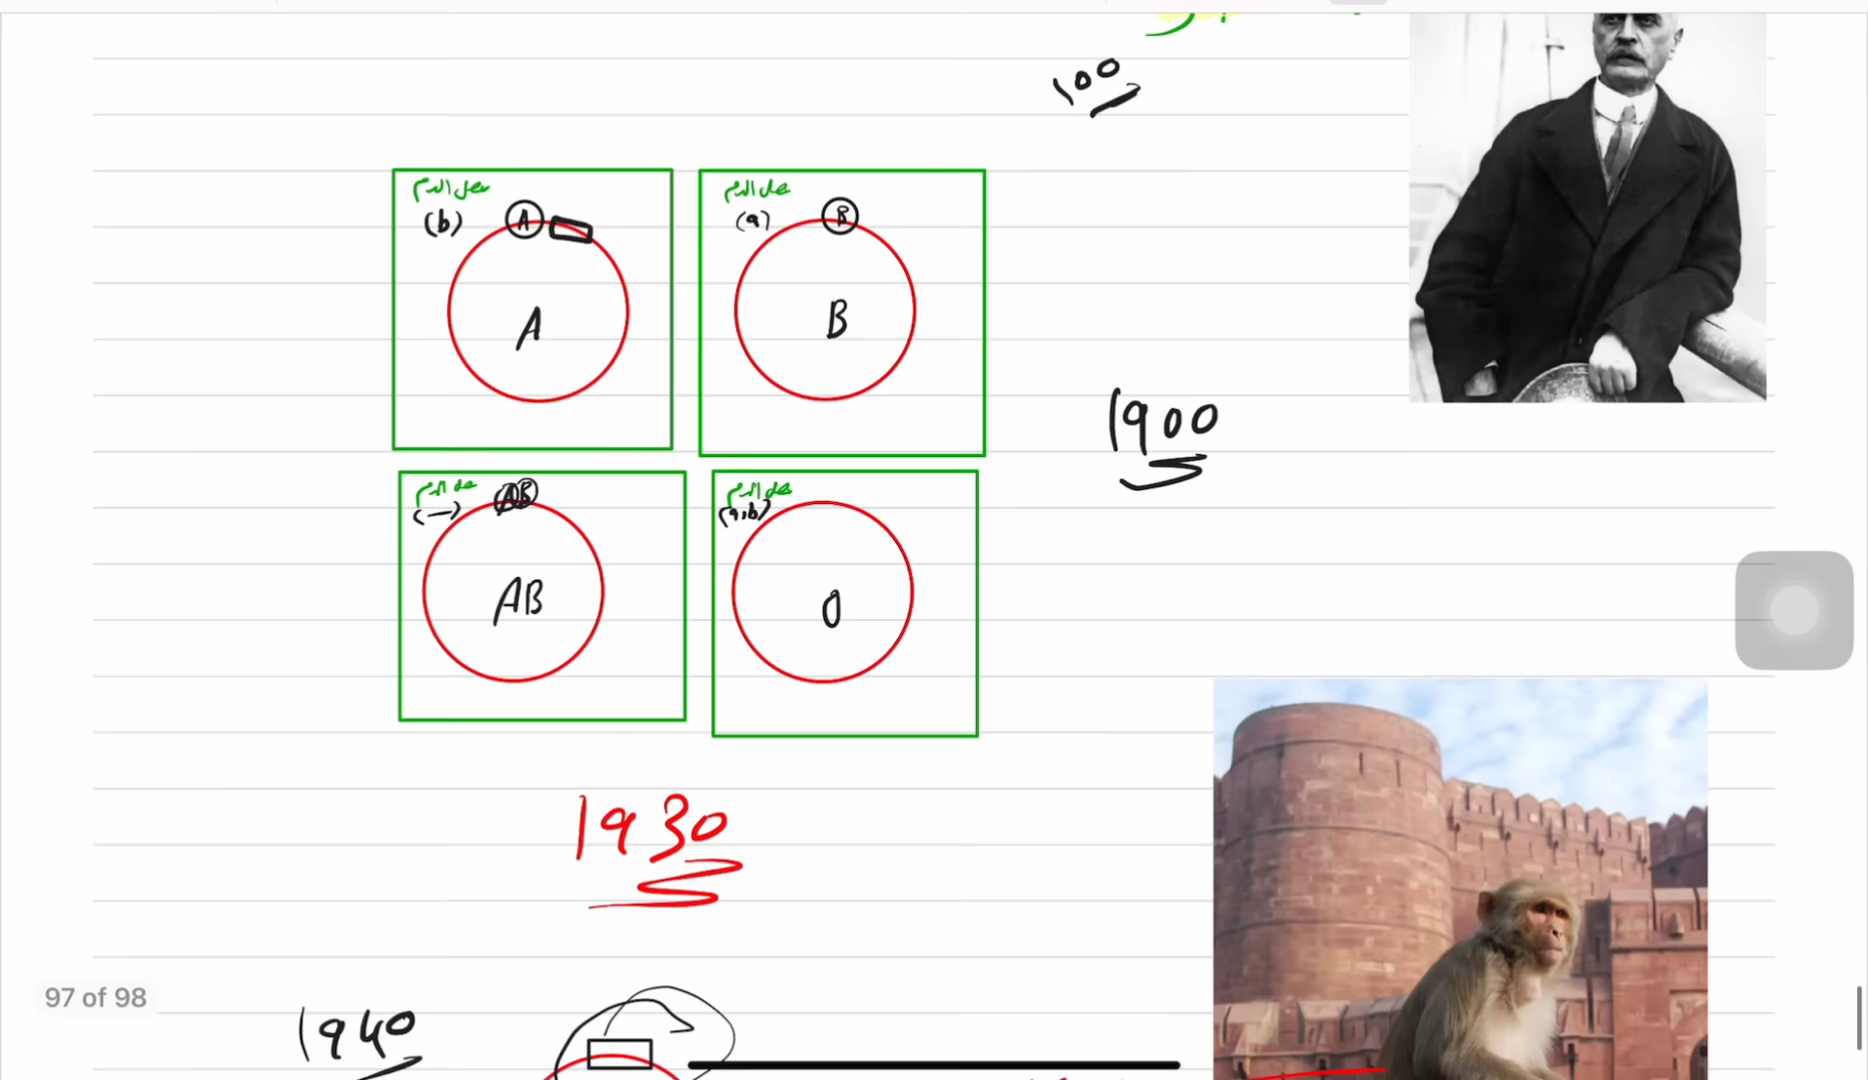 100
مصل الدم
(b) A
مصل الدم
(a) B
A
B
1900
مصل الدم
(—) AB
مصل الدم
(a,b)
AB
O
1930
97 of 98
1940